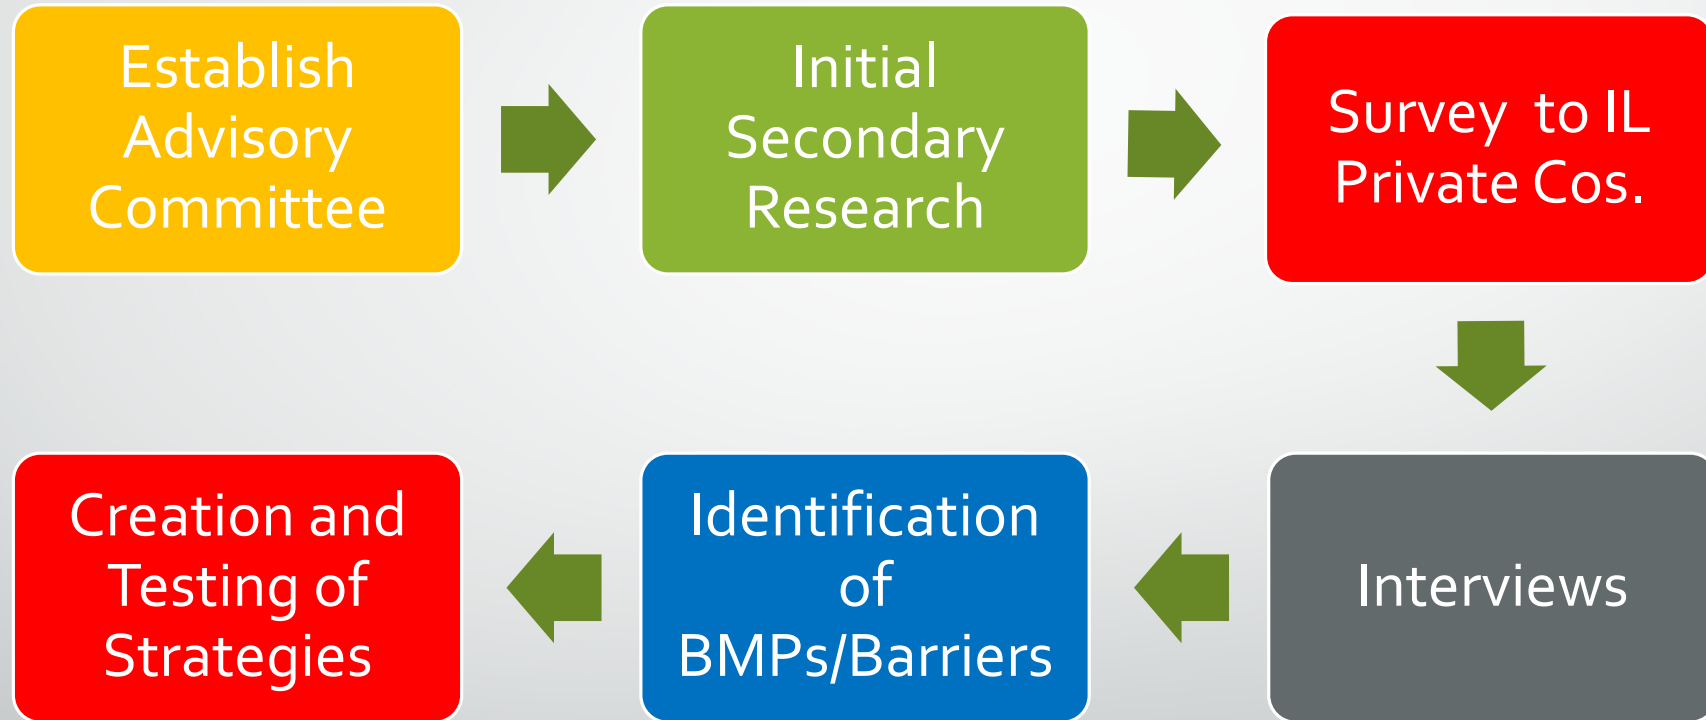 Establish
Advisory
Committee
Initial
Secondary
Research
Survey to IL
Private Cos.
Interviews
Identification
of
BMPs/Barriers
Creation and
Testing of
Strategies